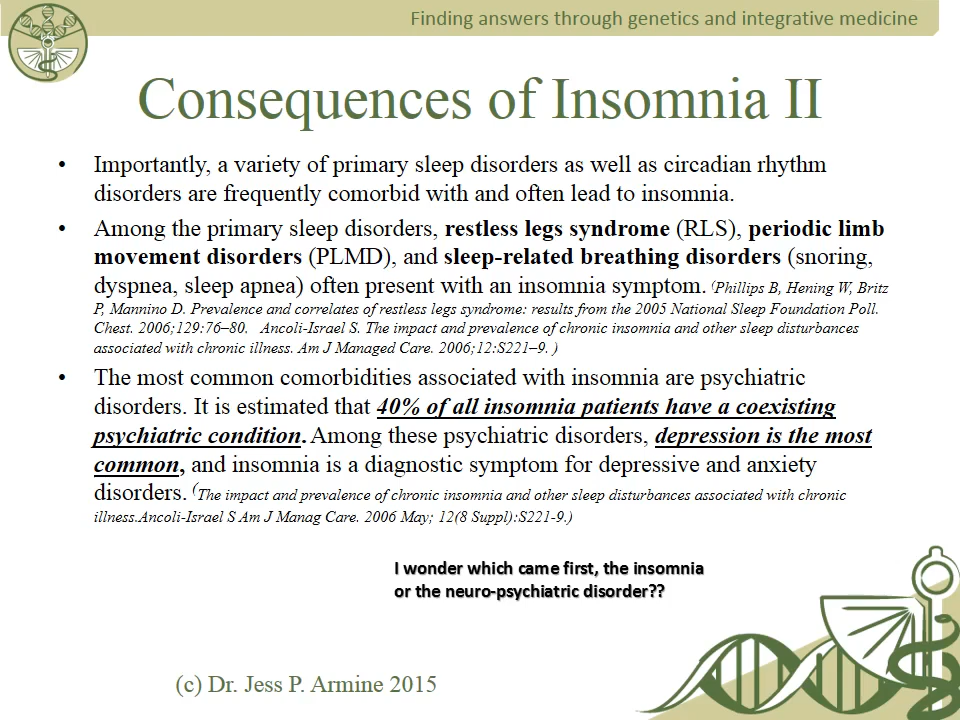 Finding answers through genetics and integrative medicine
Consequences of Insomnia II
• Importantly, a variety of primary sleep disorders as well as circadian rhythm
disorders are frequently comorbid with and often lead to insomnia.
• Among the primary sleep disorders, restless legs syndrome (RLS), periodic limb
movement disorders (PLMD), and sleep-related breathing disorders (snoring,
dyspnea, sleep apnea) often present with an insomnia symptom. (Phillips B, Hening W, Britz
P, Mannino D. Prevalence and correlates of restless legs syndrome: results from the 2005 National Sleep Foundation Poll.
Chest. 2006;129:76–80. Ancoli-Israel S. The impact and prevalence of chronic insomnia and other sleep disturbances
associated with chronic illness. Am J Managed Care. 2006;12:S221–9. )
• The most common comorbidities associated with insomnia are psychiatric
disorders. It is estimated that 40% of all insomnia patients have a coexisting
psychiatric condition. Among these psychiatric disorders, depression is the most
common, and insomnia is a diagnostic symptom for depressive and anxiety
disorders. (The impact and prevalence of chronic insomnia and other sleep disturbances associated with chronic
illness.Ancoli-Israel S Am J Manag Care. 2006 May; 12(8 Suppl):S221-9.)
I wonder which came first, the insomnia
or the neuro-psychiatric disorder??
(c) Dr. Jess P. Armine 2015